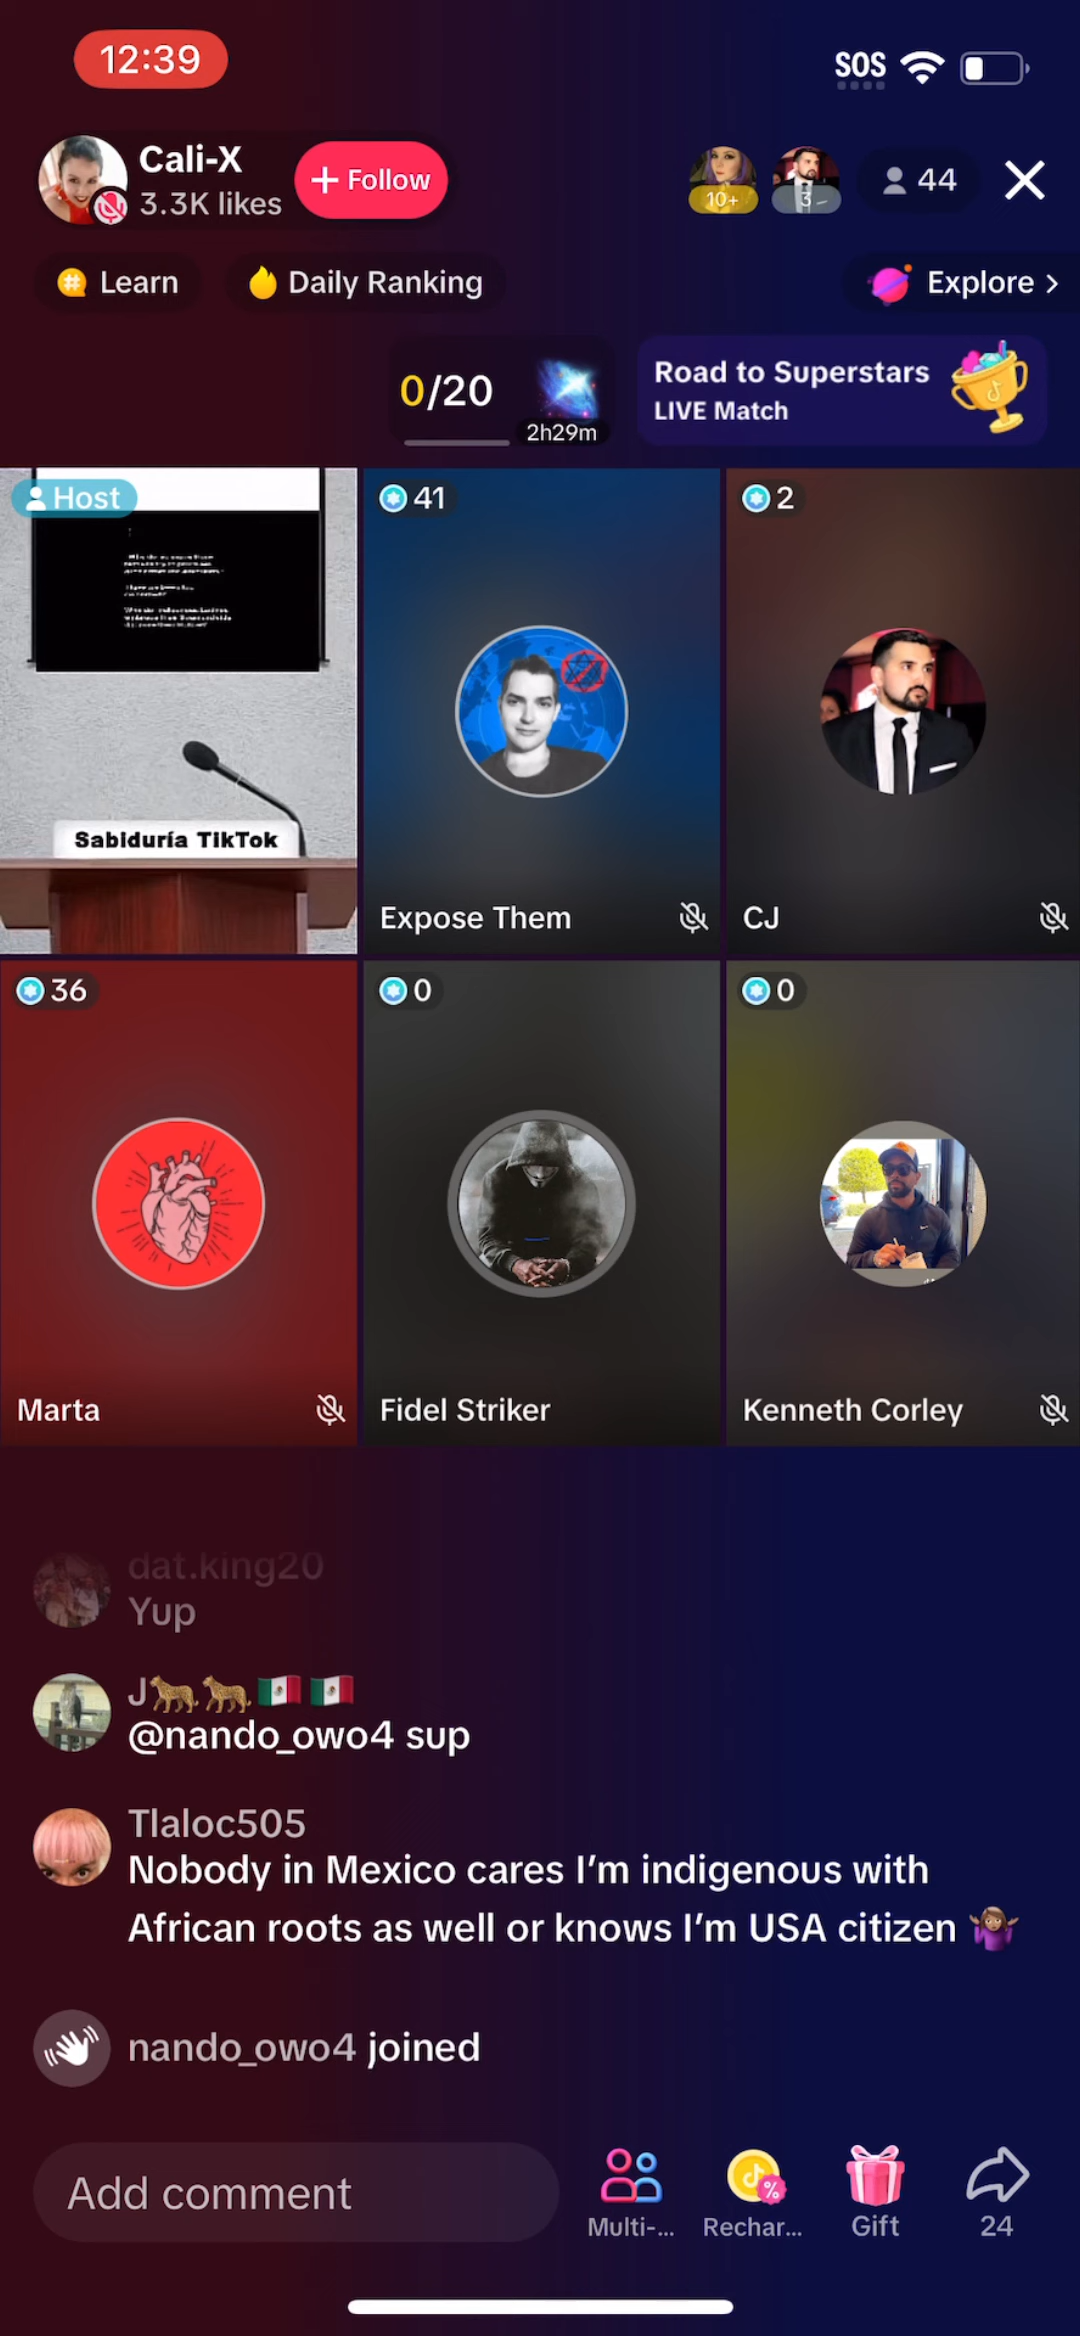 12:39
SOS
Cali-X
3.3K likes
+ Follow
10+
3
44
Learn
Daily Ranking
Explore >
0/20
2h29m
Road to Superstars
LIVE Match
Host
Sabiduría TikTok
41
Expose Them
2
CJ
36
Marta
0
Fidel Striker
0
Kenneth Corley
dat.king20
Yup
J🐆🐆🇲🇽🇲🇽
@nando_owo4 sup
Tlaloc505
Nobody in Mexico cares I’m indigenous with
African roots as well or knows I’m USA citizen 🤷🏽‍♀️
nando_owo4 joined
Add comment
Multi-...
Rechar...
Gift
24